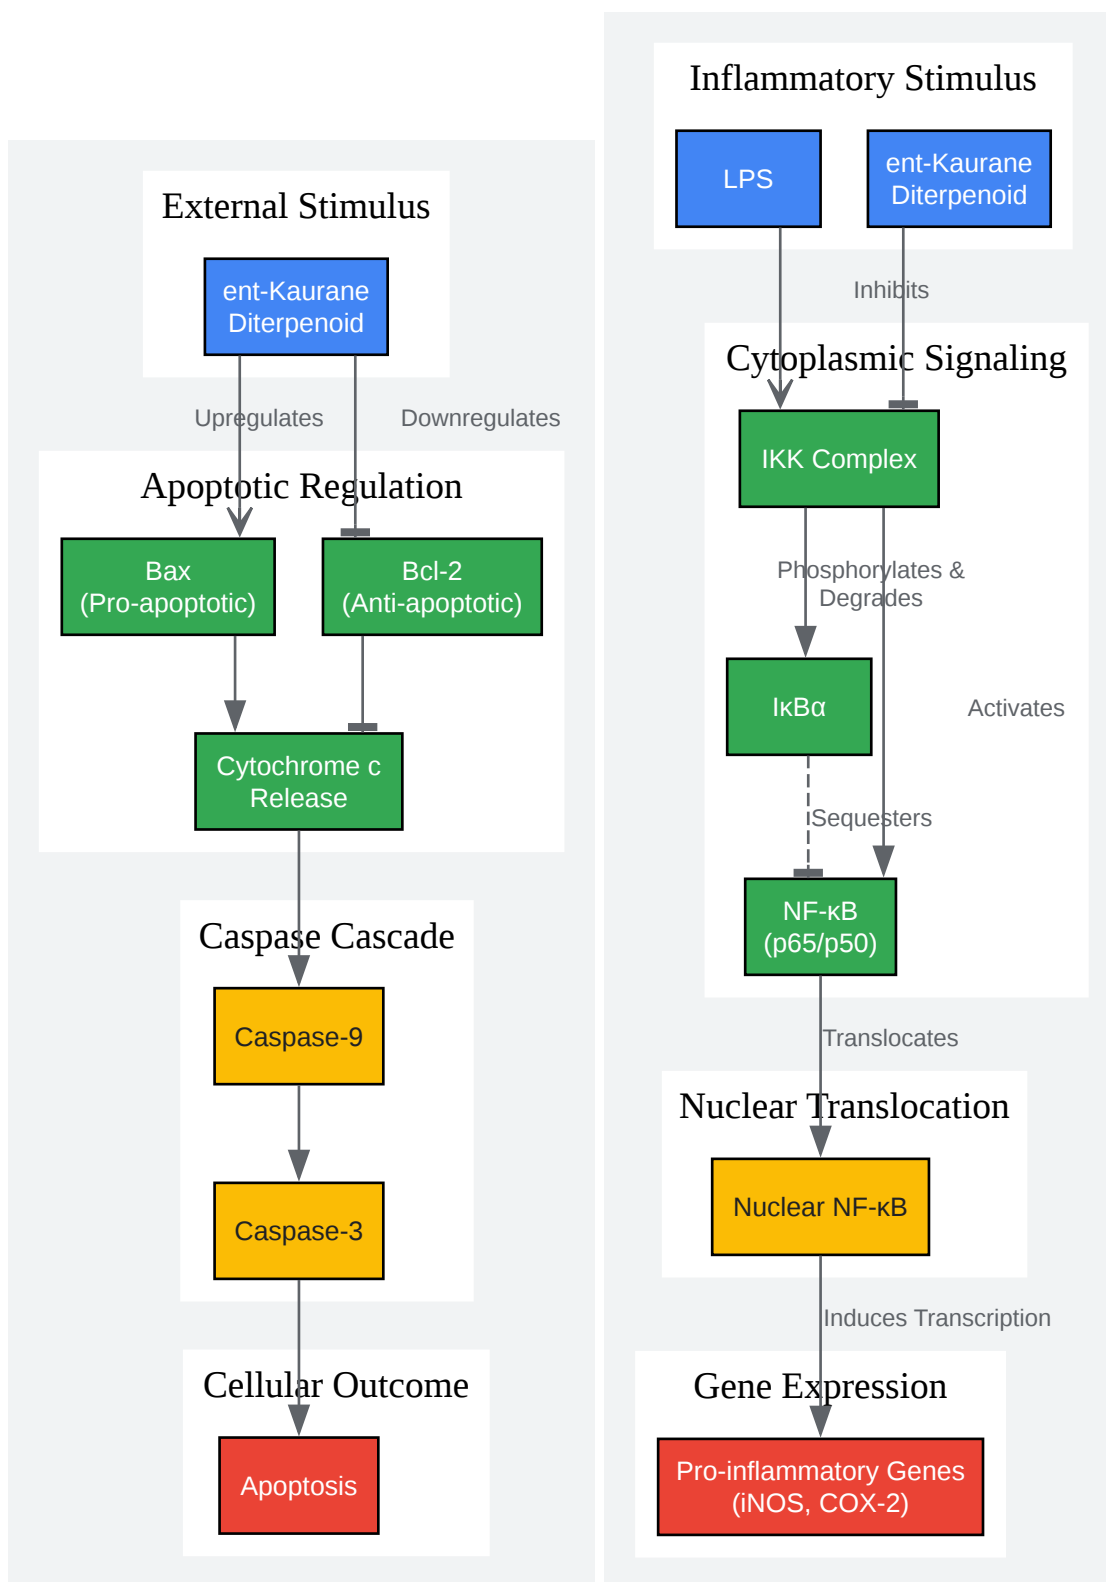 External Stimulus
ent-Kaurane
Diterpenoid
Upregulates
Downregulates
Apoptotic Regulation
Bax
(Pro-apoptotic)
Bcl-2
(Anti-apoptotic)
Cytochrome c
Release
Caspase Cascade
Caspase-9
Caspase-3
Cellular Outcome
Apoptosis
Inflammatory Stimulus
LPS
ent-Kaurane
Diterpenoid
Inhibits
Cytoplasmic Signaling
IKK Complex
Phosphorylates &
Degrades
IκBα
Activates
Sequesters
NF-κB
(p65/p50)
Translocates
Nuclear Translocation
Nuclear NF-κB
Induces Transcription
Gene Expression
Pro-inflammatory Genes
(iNOS, COX-2)